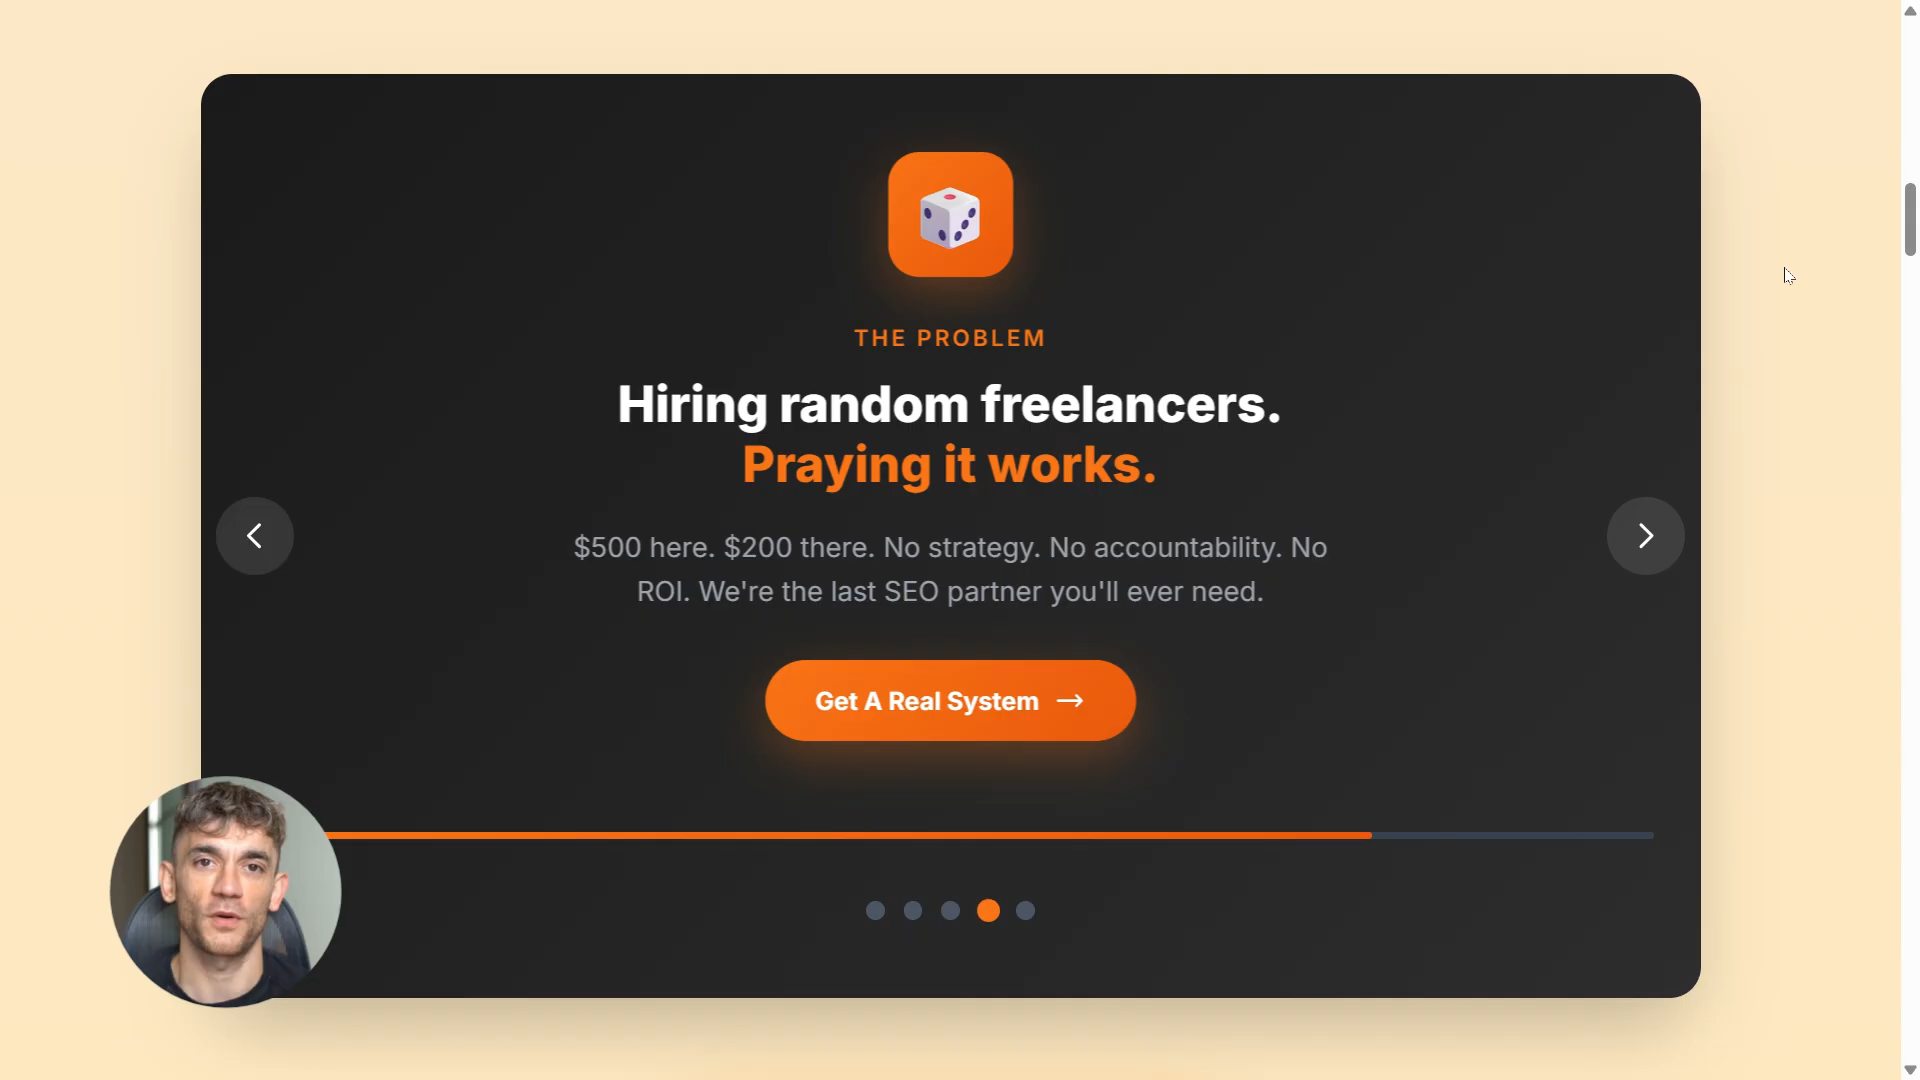 THE PROBLEM
Hiring random freelancers.
Praying it works.
$500 here. $200 there. No strategy. No accountability. No
ROI. We're the last SEO partner you'll ever need.
Get A Real System →